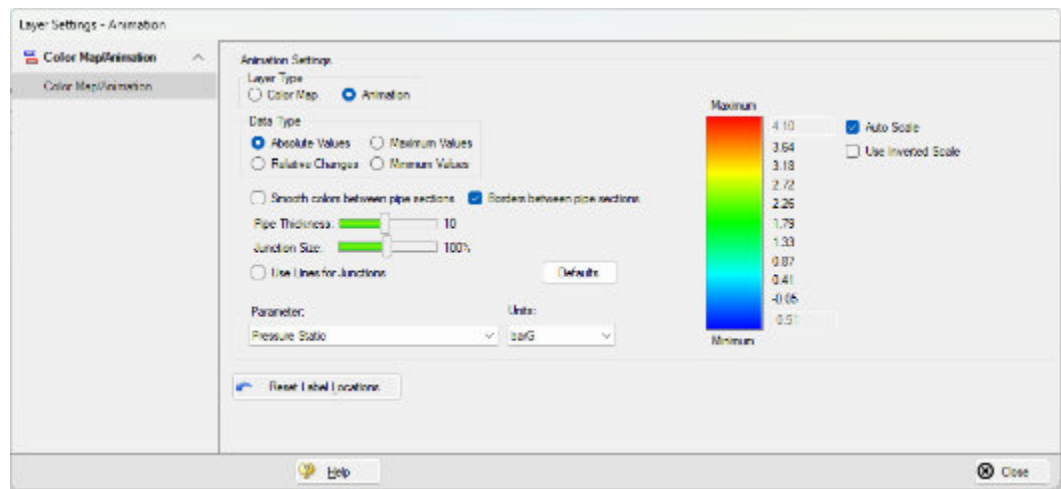 Layer Settings - Animation
Color Map/Animation
Color Map/Animation
Animation Settings
Layer Type
Color Map Animation
Data Type
Absolute Values Maximum Values
Relative Changes Minimum Values
Smooth colors between pipe sections Borders between pipe sections
Pipe Thickness: 10
Junction Size: 100%
Use Lines for Junctions Defaults
Parameter: Units:
Pressure Static barG
Reset Label Locations
Maximum
4.10 Auto Scale
3.64 Use Inverted Scale
3.18
2.72
2.26
1.79
1.33
0.87
0.41
-0.05
-0.51
Minimum
Help Close